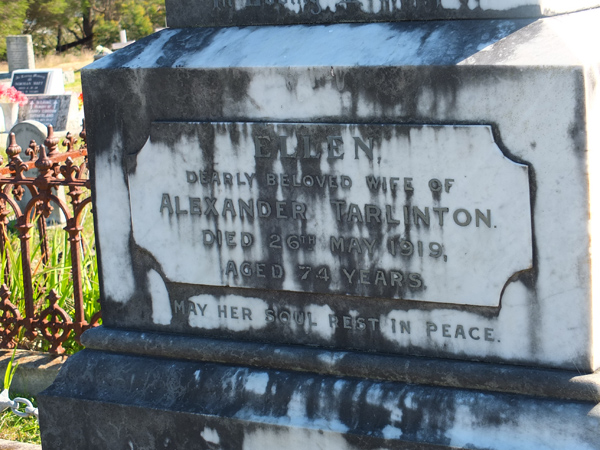 ELLEN,
DEARLY BELOVED WIFE OF
ALEXANDER TARLINTON.
DIED 26TH MAY 1919,
AGED 74 YEARS.
MAY HER SOUL REST IN PEACE.